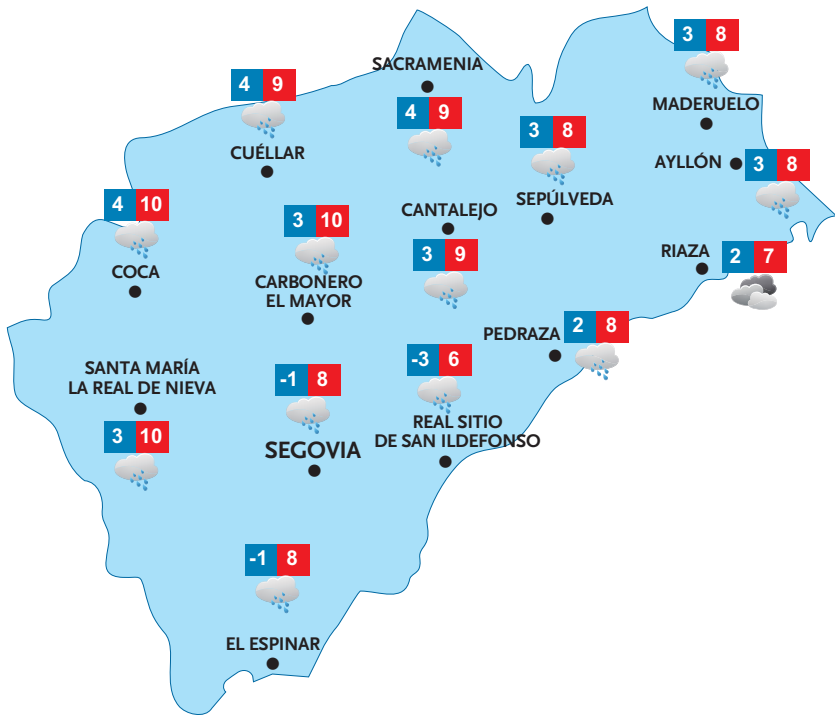 3 8
MADERUELO
SACRAMENIA
4 9
4 9
CUÉLLAR
3 8
SEPÚLVEDA
AYLLÓN
3 8
4 10
COCA
3 10
CARBONERO
EL MAYOR
CANTALEJO
3 9
RIAZA
2 7
PEDRAZA
2 8
SANTA MARÍA
LA REAL DE NIEVA
3 10
-1 8
SEGOVIA
-3 6
REAL SITIO
DE SAN ILDEFONSO
-1 8
EL ESPINAR